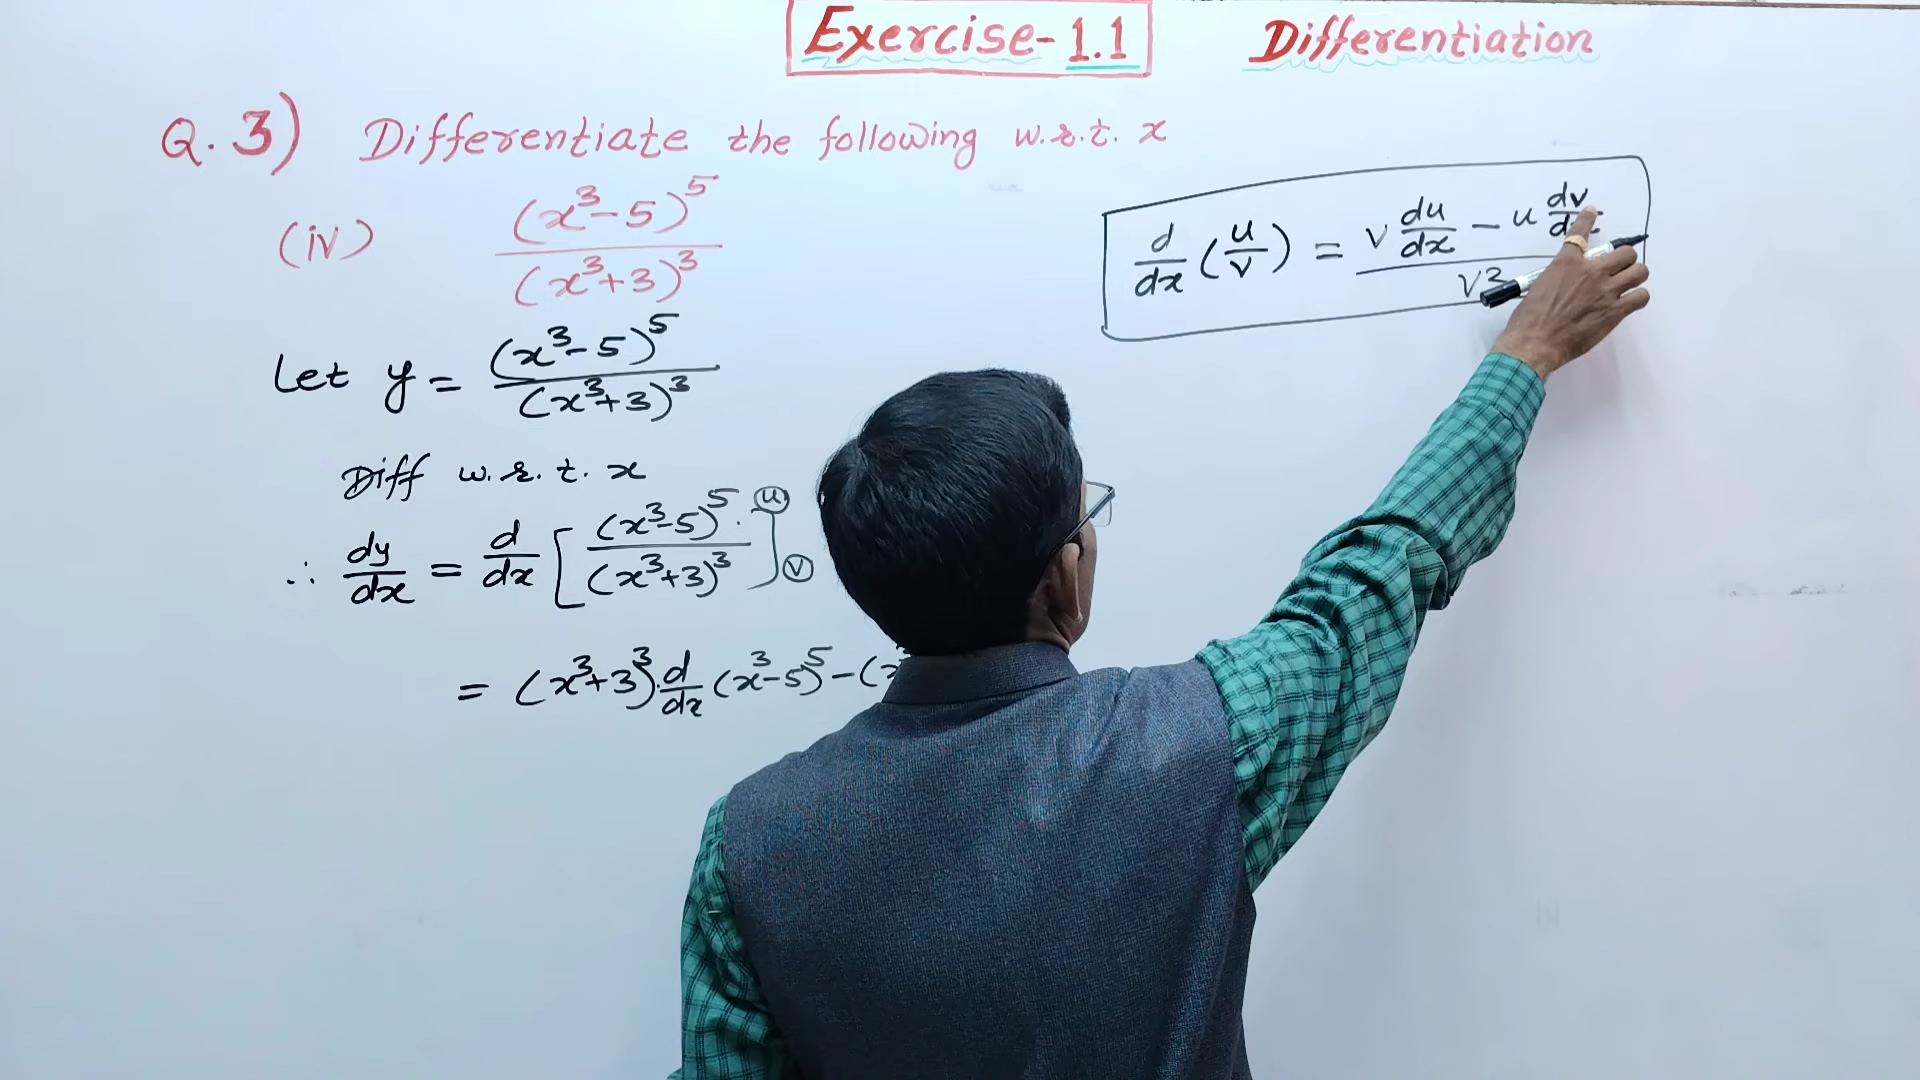 Exercise-1.1 Differentiation
Q. 3) Differentiate the following w.r.t. x
(iv) (x³-5)⁵ / (x³+3)³
d/dx (u/v) = (v du/dx - u dv/dx) / v²
Let y = (x³-5)⁵ / (x³+3)³
Diff w.r.t. x
∴ dy/dx = d/dx [(x³-5)⁵ / (x³+3)³] u v
= (x³+3)³. d/dx (x³-5)⁵ - (x